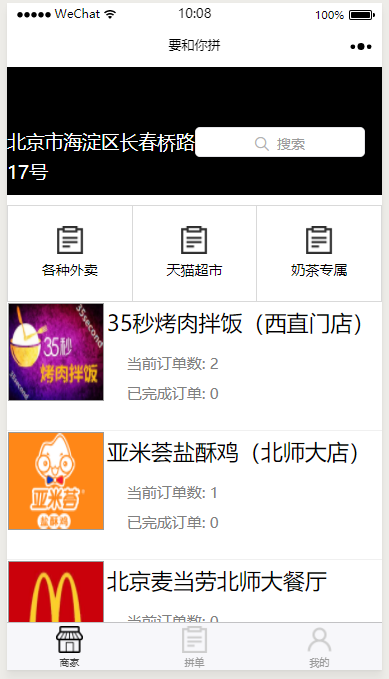 ●●●●● WeChat 10:08 100%
要和你拼 •••
北京市海淀区长春桥路
17号
搜索
各种外卖 天猫超市 奶茶专属
35second
35秒
烤肉拌饭
35second
35秒烤肉拌饭（西直门店）
当前订单数: 2
已完成订单: 0
亚米荟
盐酥鸡
亚米荟盐酥鸡（北师大店）
当前订单数: 1
已完成订单: 0
北京麦当劳北师大餐厅
当前订单数: 0
商家 拼单 我的